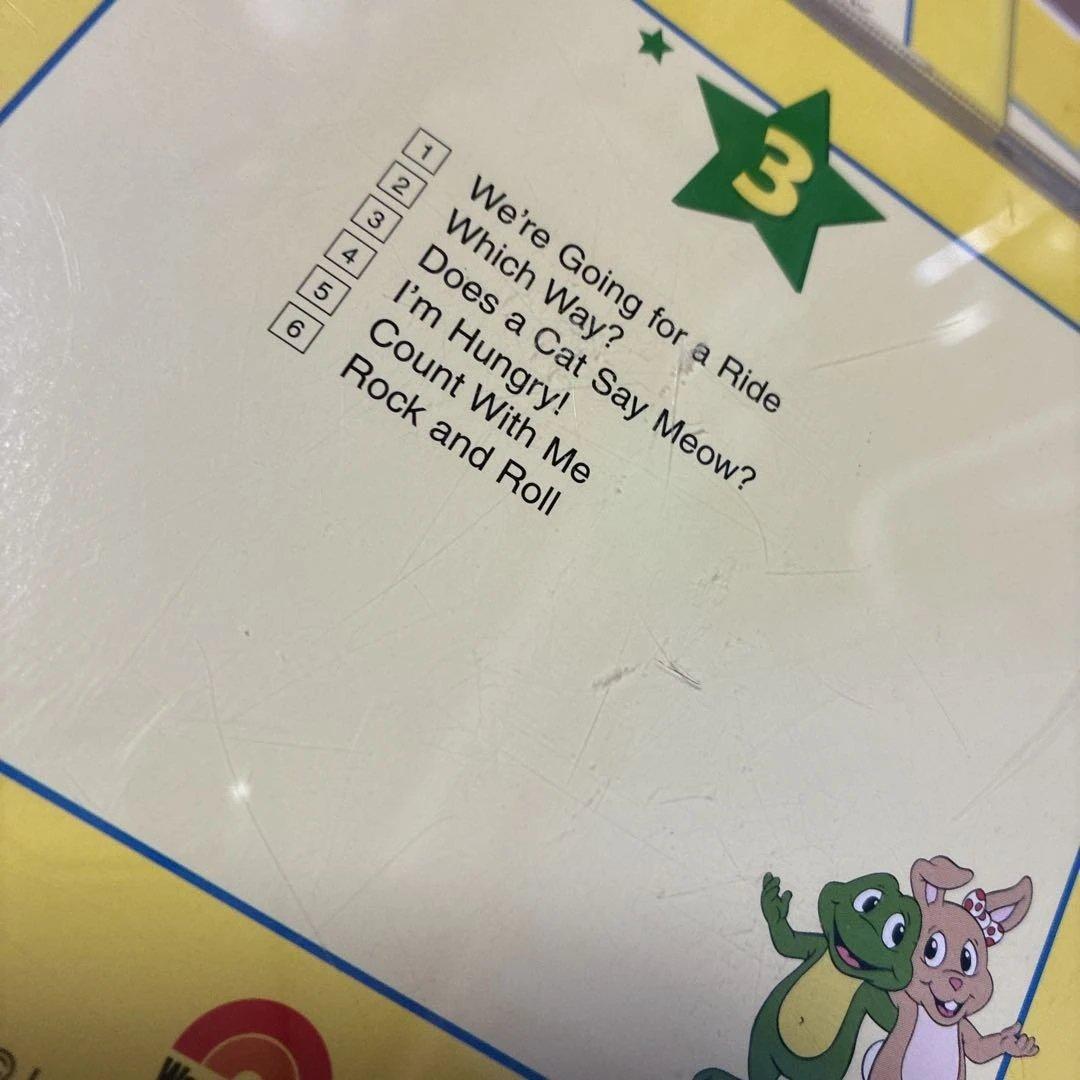 3
1 We're Going for a Ride
2 Which Way?
3 Does a Cat Say Meow?
4 I'm Hungry!
5 Count With Me
6 Rock and Roll